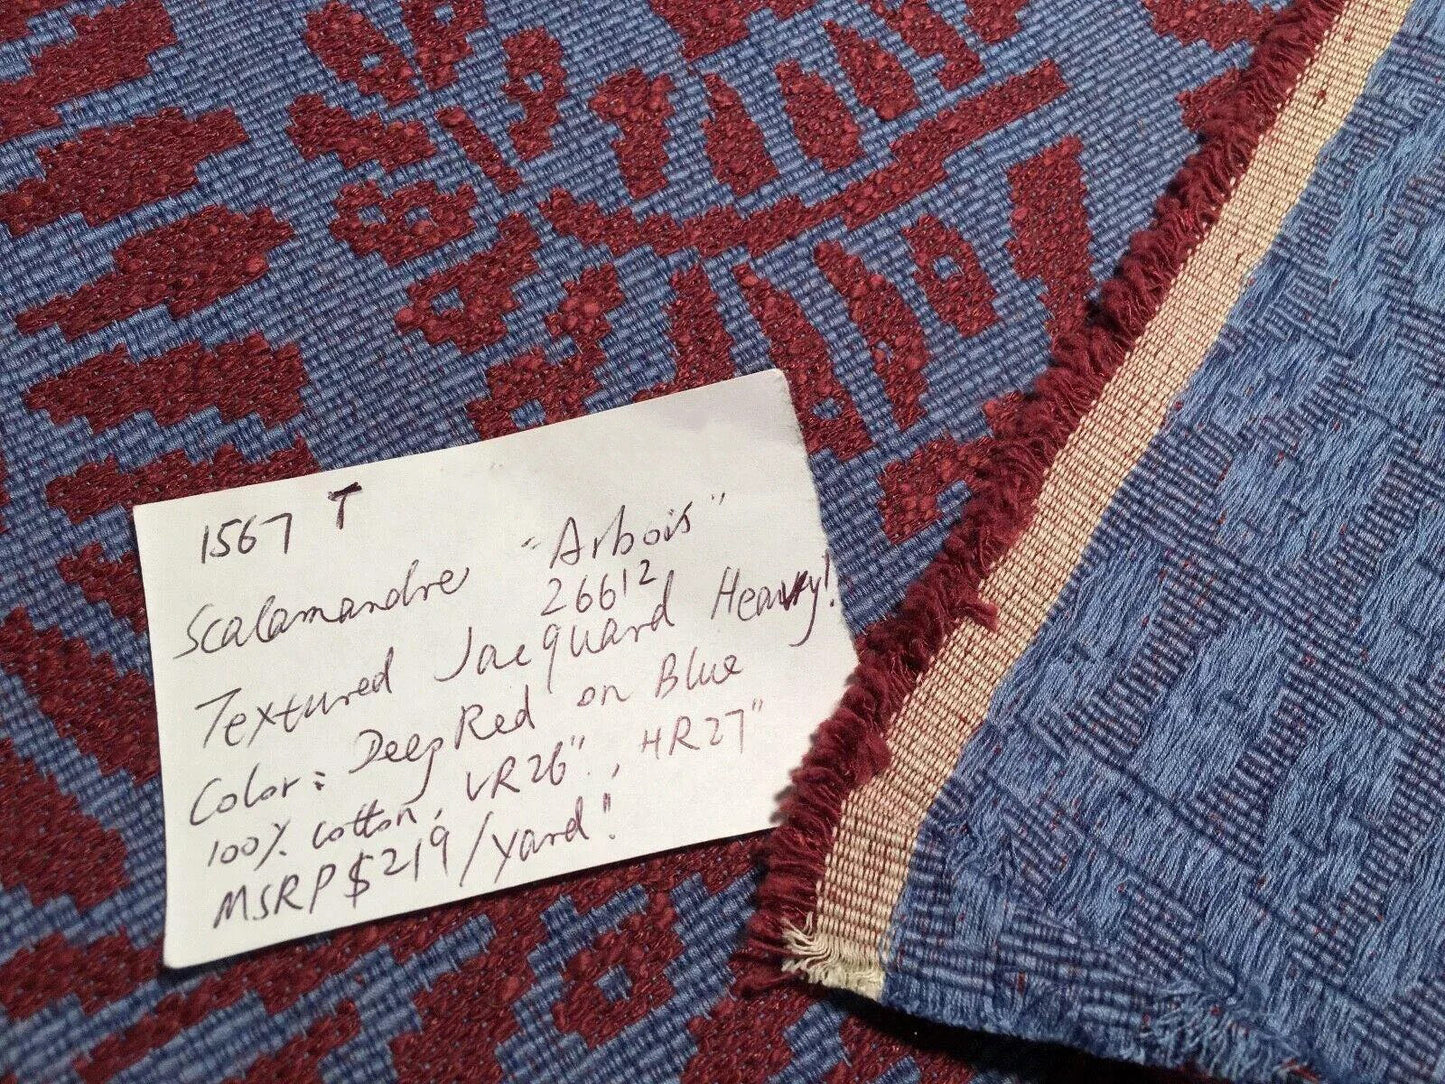 1567 T
Scalamandre "Arbois"
26612
Textured Jacquard Heavy!
Color: Deep Red on Blue
100% cotton, VR26", HR27"
MSRP $219/yard!